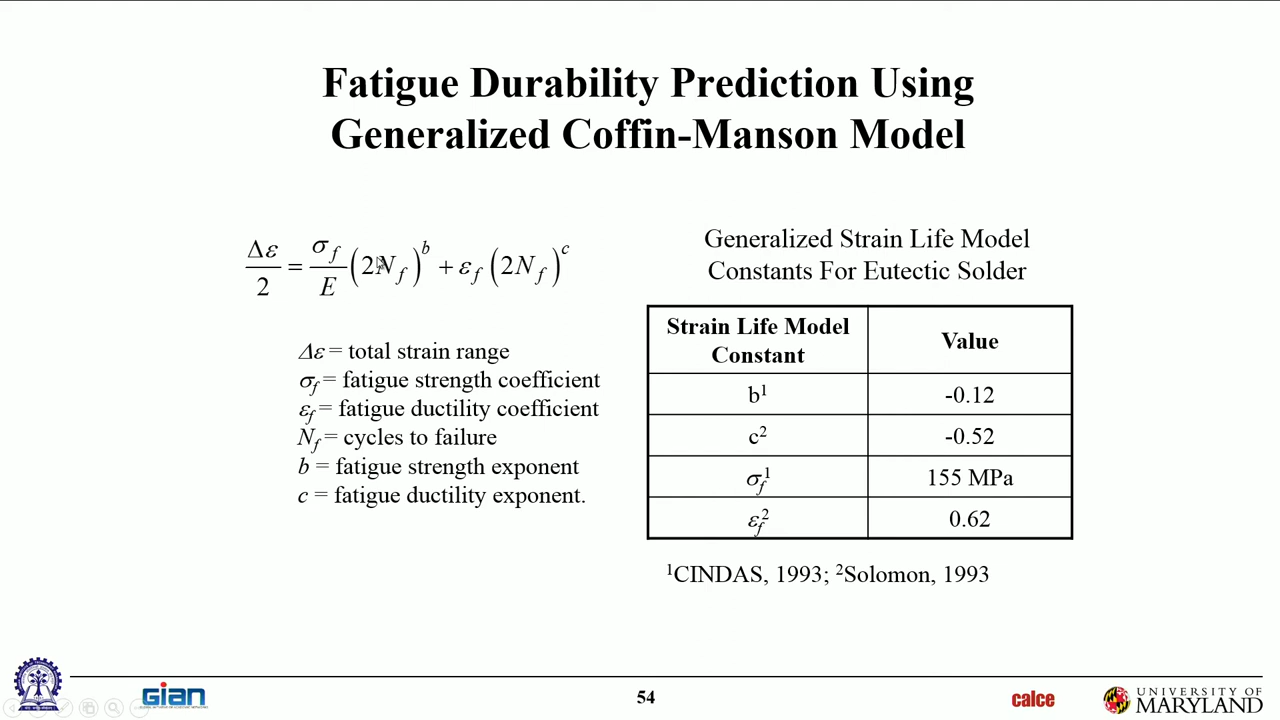 Fatigue Durability Prediction Using
Generalized Coffin-Manson Model
Δε/2 = σf/E (2Nf)^b + εf (2Nf)^c
Δε = total strain range
σf = fatigue strength coefficient
εf = fatigue ductility coefficient
Nf = cycles to failure
b = fatigue strength exponent
c = fatigue ductility exponent.
Generalized Strain Life Model
Constants For Eutectic Solder
Strain Life Model
Constant
Value
b¹
-0.12
c²
-0.52
σf¹
155 MPa
εf²
0.62
¹CINDAS, 1993; ²Solomon, 1993
GIAN
54
calce
UNIVERSITY OF
MARYLAND